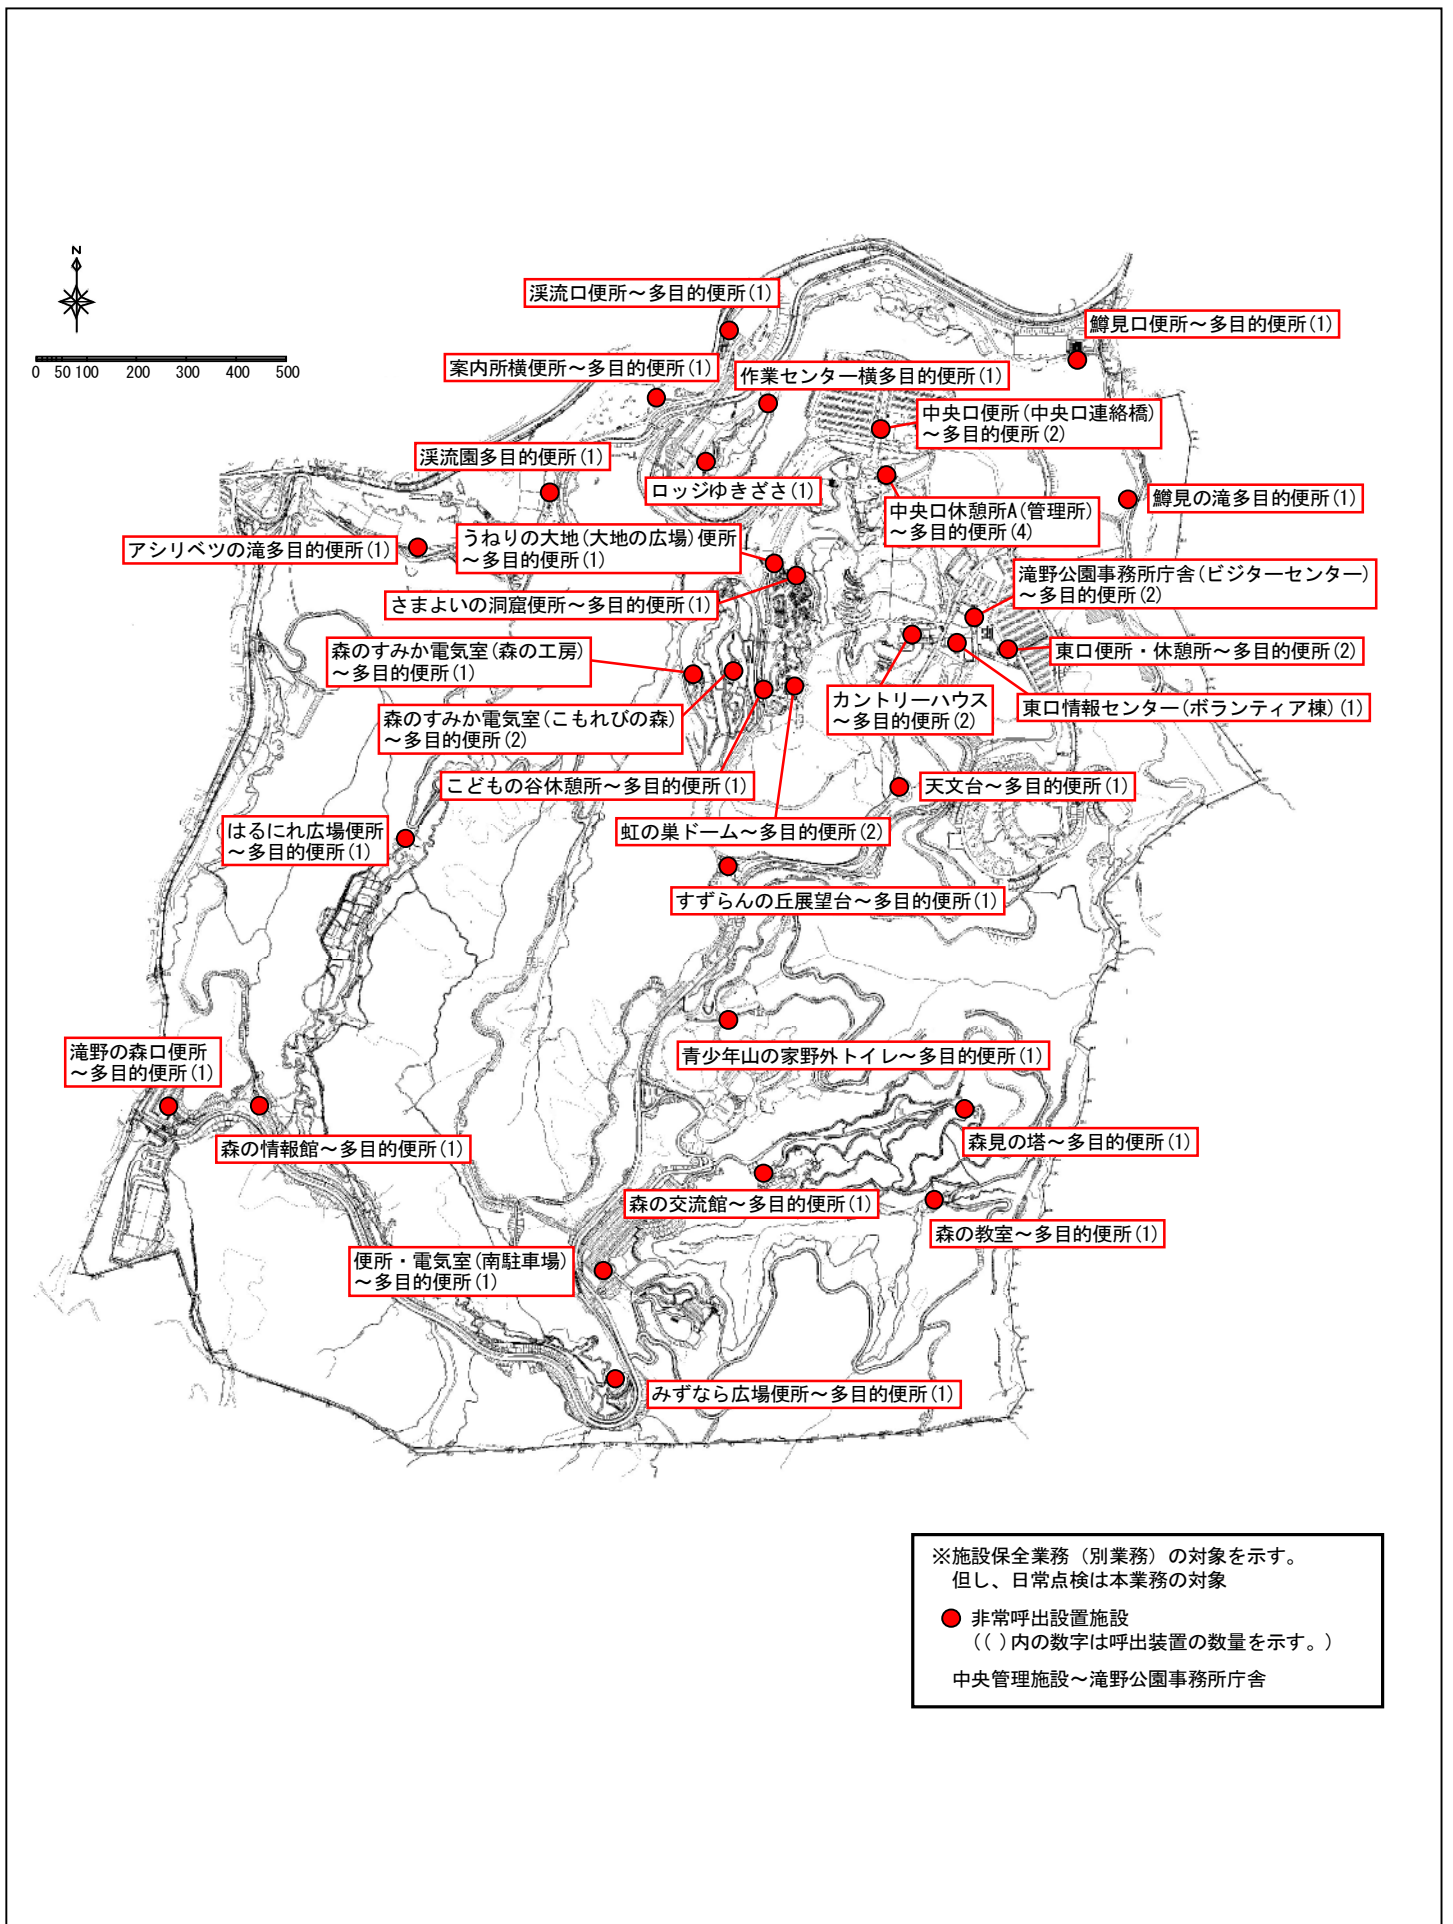 N
0 50 100 200 300 400 500
渓流口便所～多目的便所(1)
鱒見口便所～多目的便所(1)
案内所横便所～多目的便所(1)
作業センター横多目的便所(1)
中央口便所(中央口連絡橋)
～多目的便所(2)
渓流園多目的便所(1)
ロッジゆきざさ(1)
鱒見の滝多目的便所(1)
中央口休憩所A(管理所)
～多目的便所(4)
アシリベツの滝多目的便所(1)
うねりの大地(大地の広場)便所
～多目的便所(1)
滝野公園事務所庁舎(ビジターセンター)
～多目的便所(2)
さまよいの洞窟便所～多目的便所(1)
森のすみか電気室(森の工房)
～多目的便所(1)
東口便所・休憩所～多目的便所(2)
カントリーハウス
～多目的便所(2)
東口情報センター(ボランティア棟)(1)
森のすみか電気室(こもれびの森)
～多目的便所(2)
こどもの谷休憩所～多目的便所(1)
天文台～多目的便所(1)
はるにれ広場便所
～多目的便所(1)
虹の巣ドーム～多目的便所(2)
すずらんの丘展望台～多目的便所(1)
滝野の森口便所
～多目的便所(1)
青少年山の家野外トイレ～多目的便所(1)
森の情報館～多目的便所(1)
森見の塔～多目的便所(1)
森の交流館～多目的便所(1)
森の教室～多目的便所(1)
便所・電気室(南駐車場)
～多目的便所(1)
みずなら広場便所～多目的便所(1)
※施設保全業務（別業務）の対象を示す。
但し、日常点検は本業務の対象
非常呼出設置施設
(( )内の数字は呼出装置の数量を示す。)
中央管理施設～滝野公園事務所庁舎